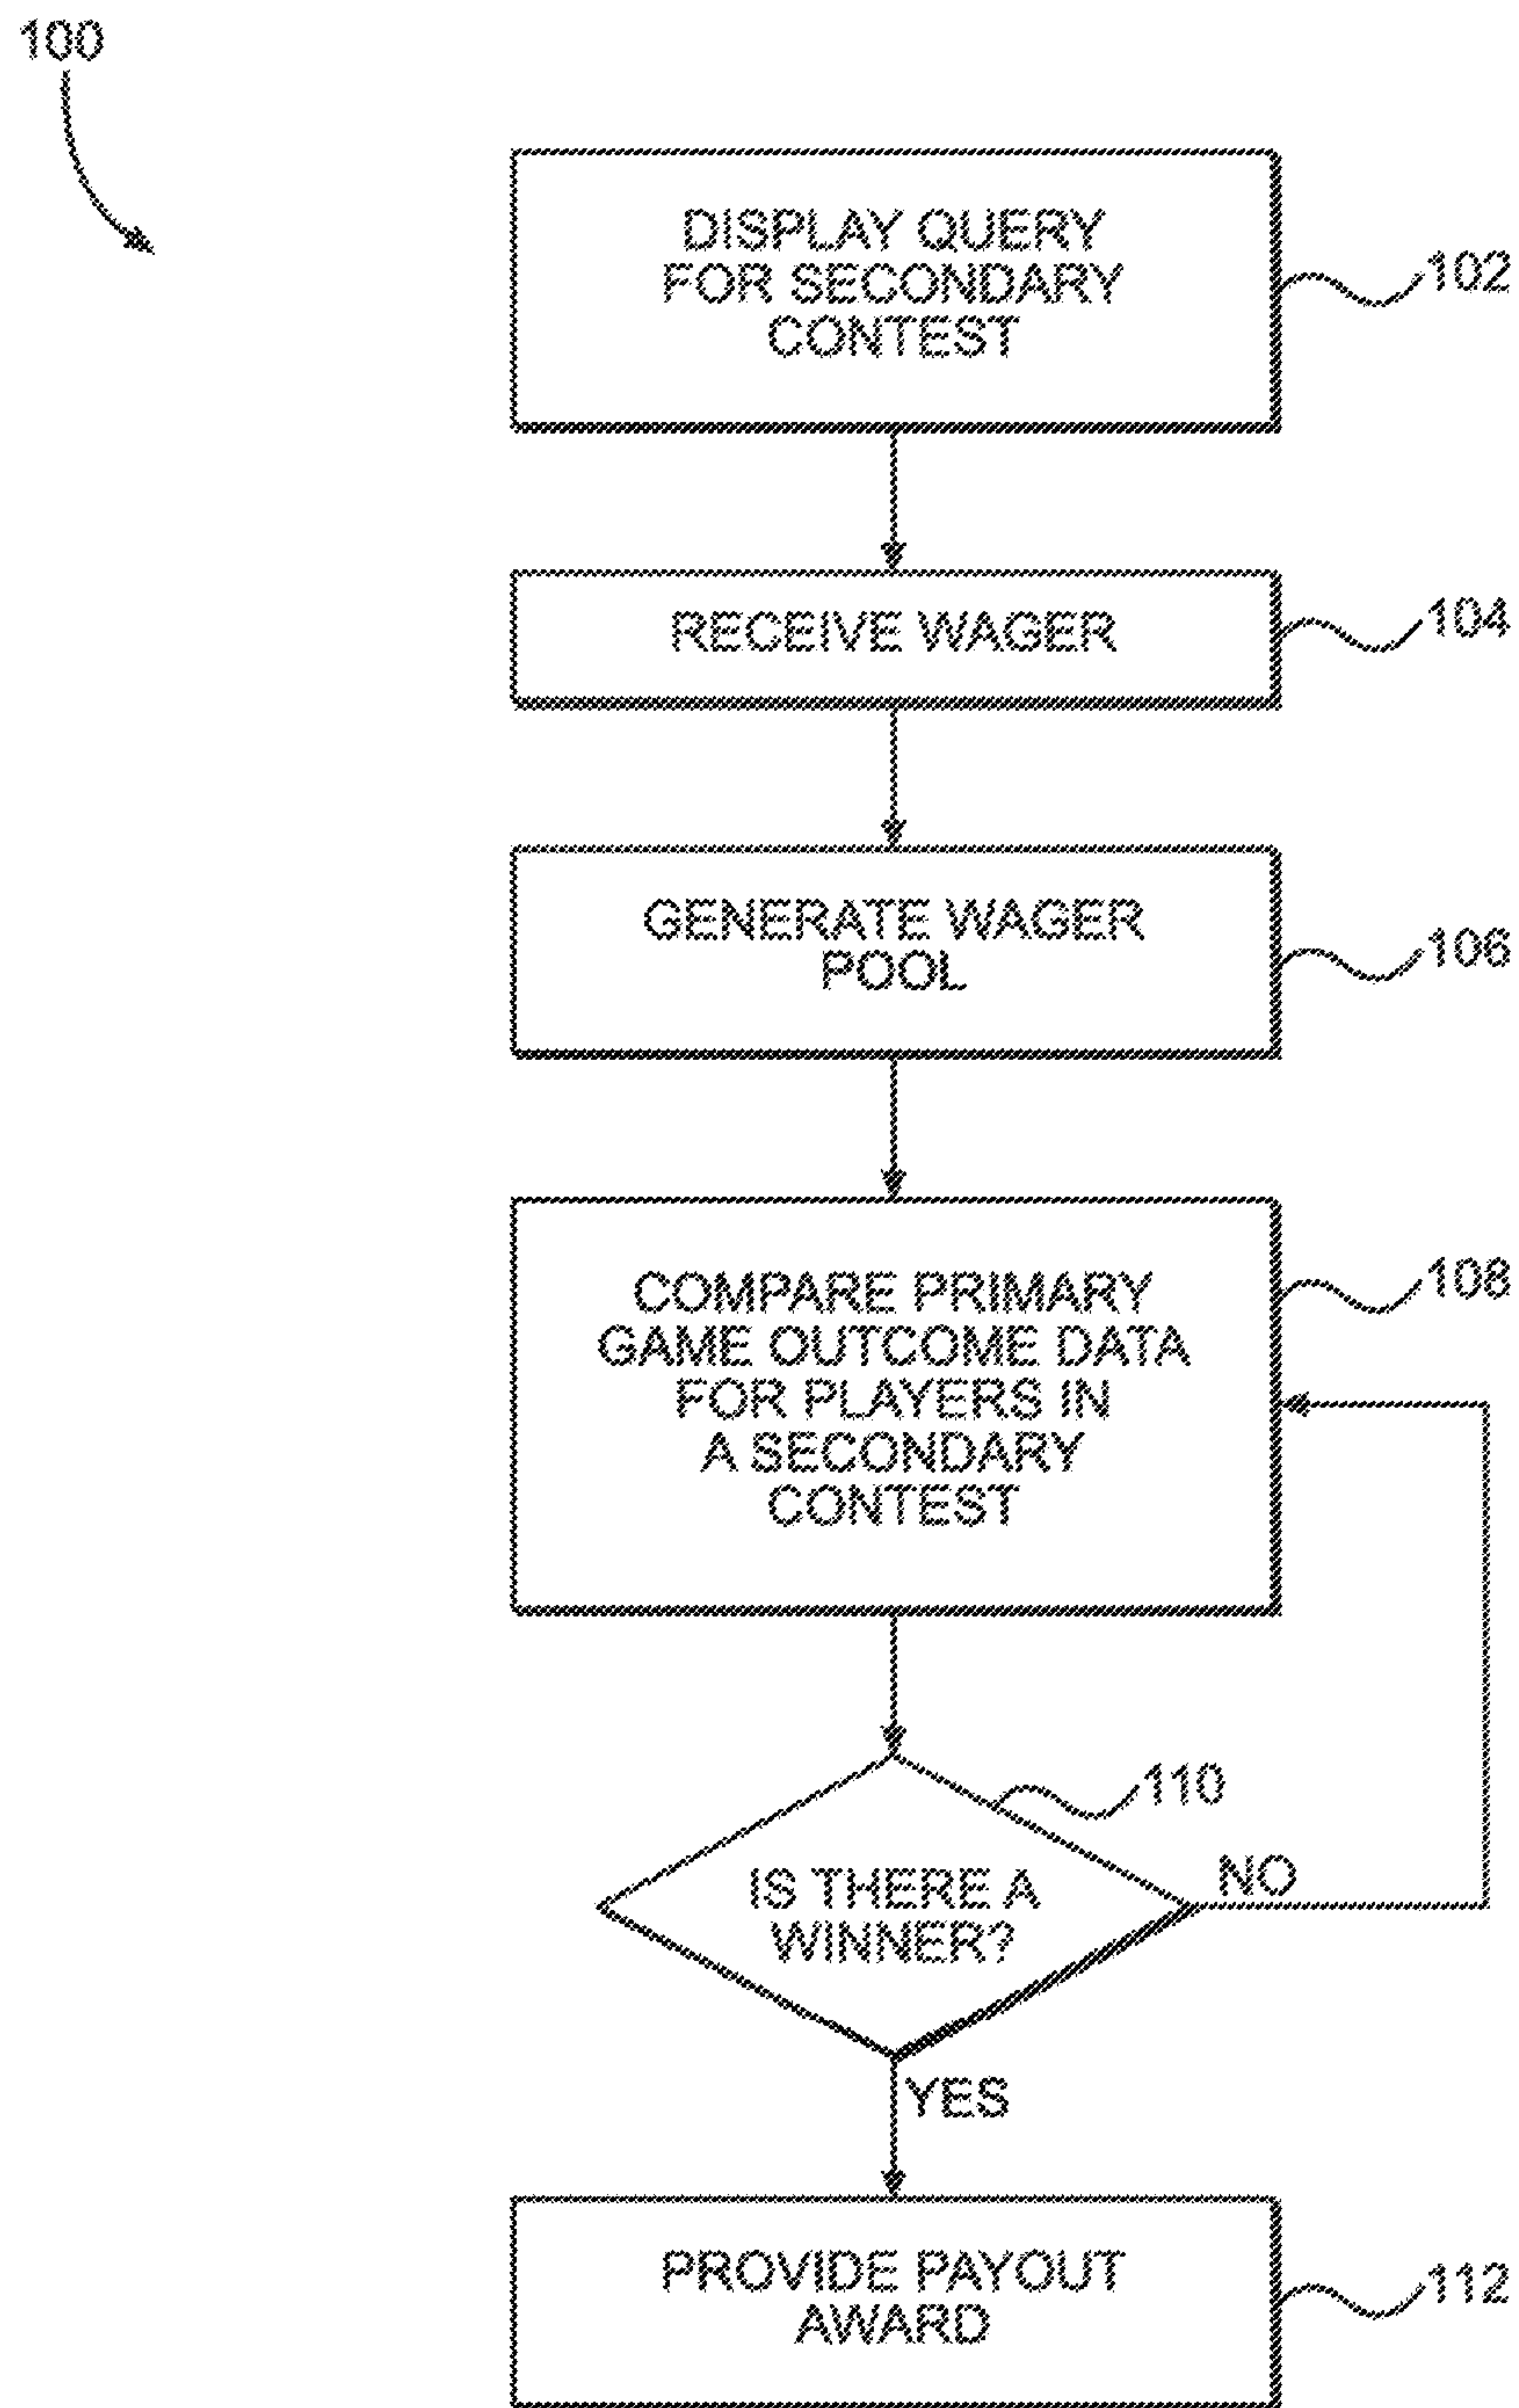 100
DISPLAY QUERY
FOR SECONDARY
CONTEST
102
RECEIVE WAGER
104
GENERATE WAGER
POOL
106
COMPARE PRIMARY
GAME OUTCOME DATA
FOR PLAYERS IN
A SECONDARY
CONTEST
108
110
IS THERE A
WINNER?
NO
YES
PROVIDE PAYOUT
AWARD
112